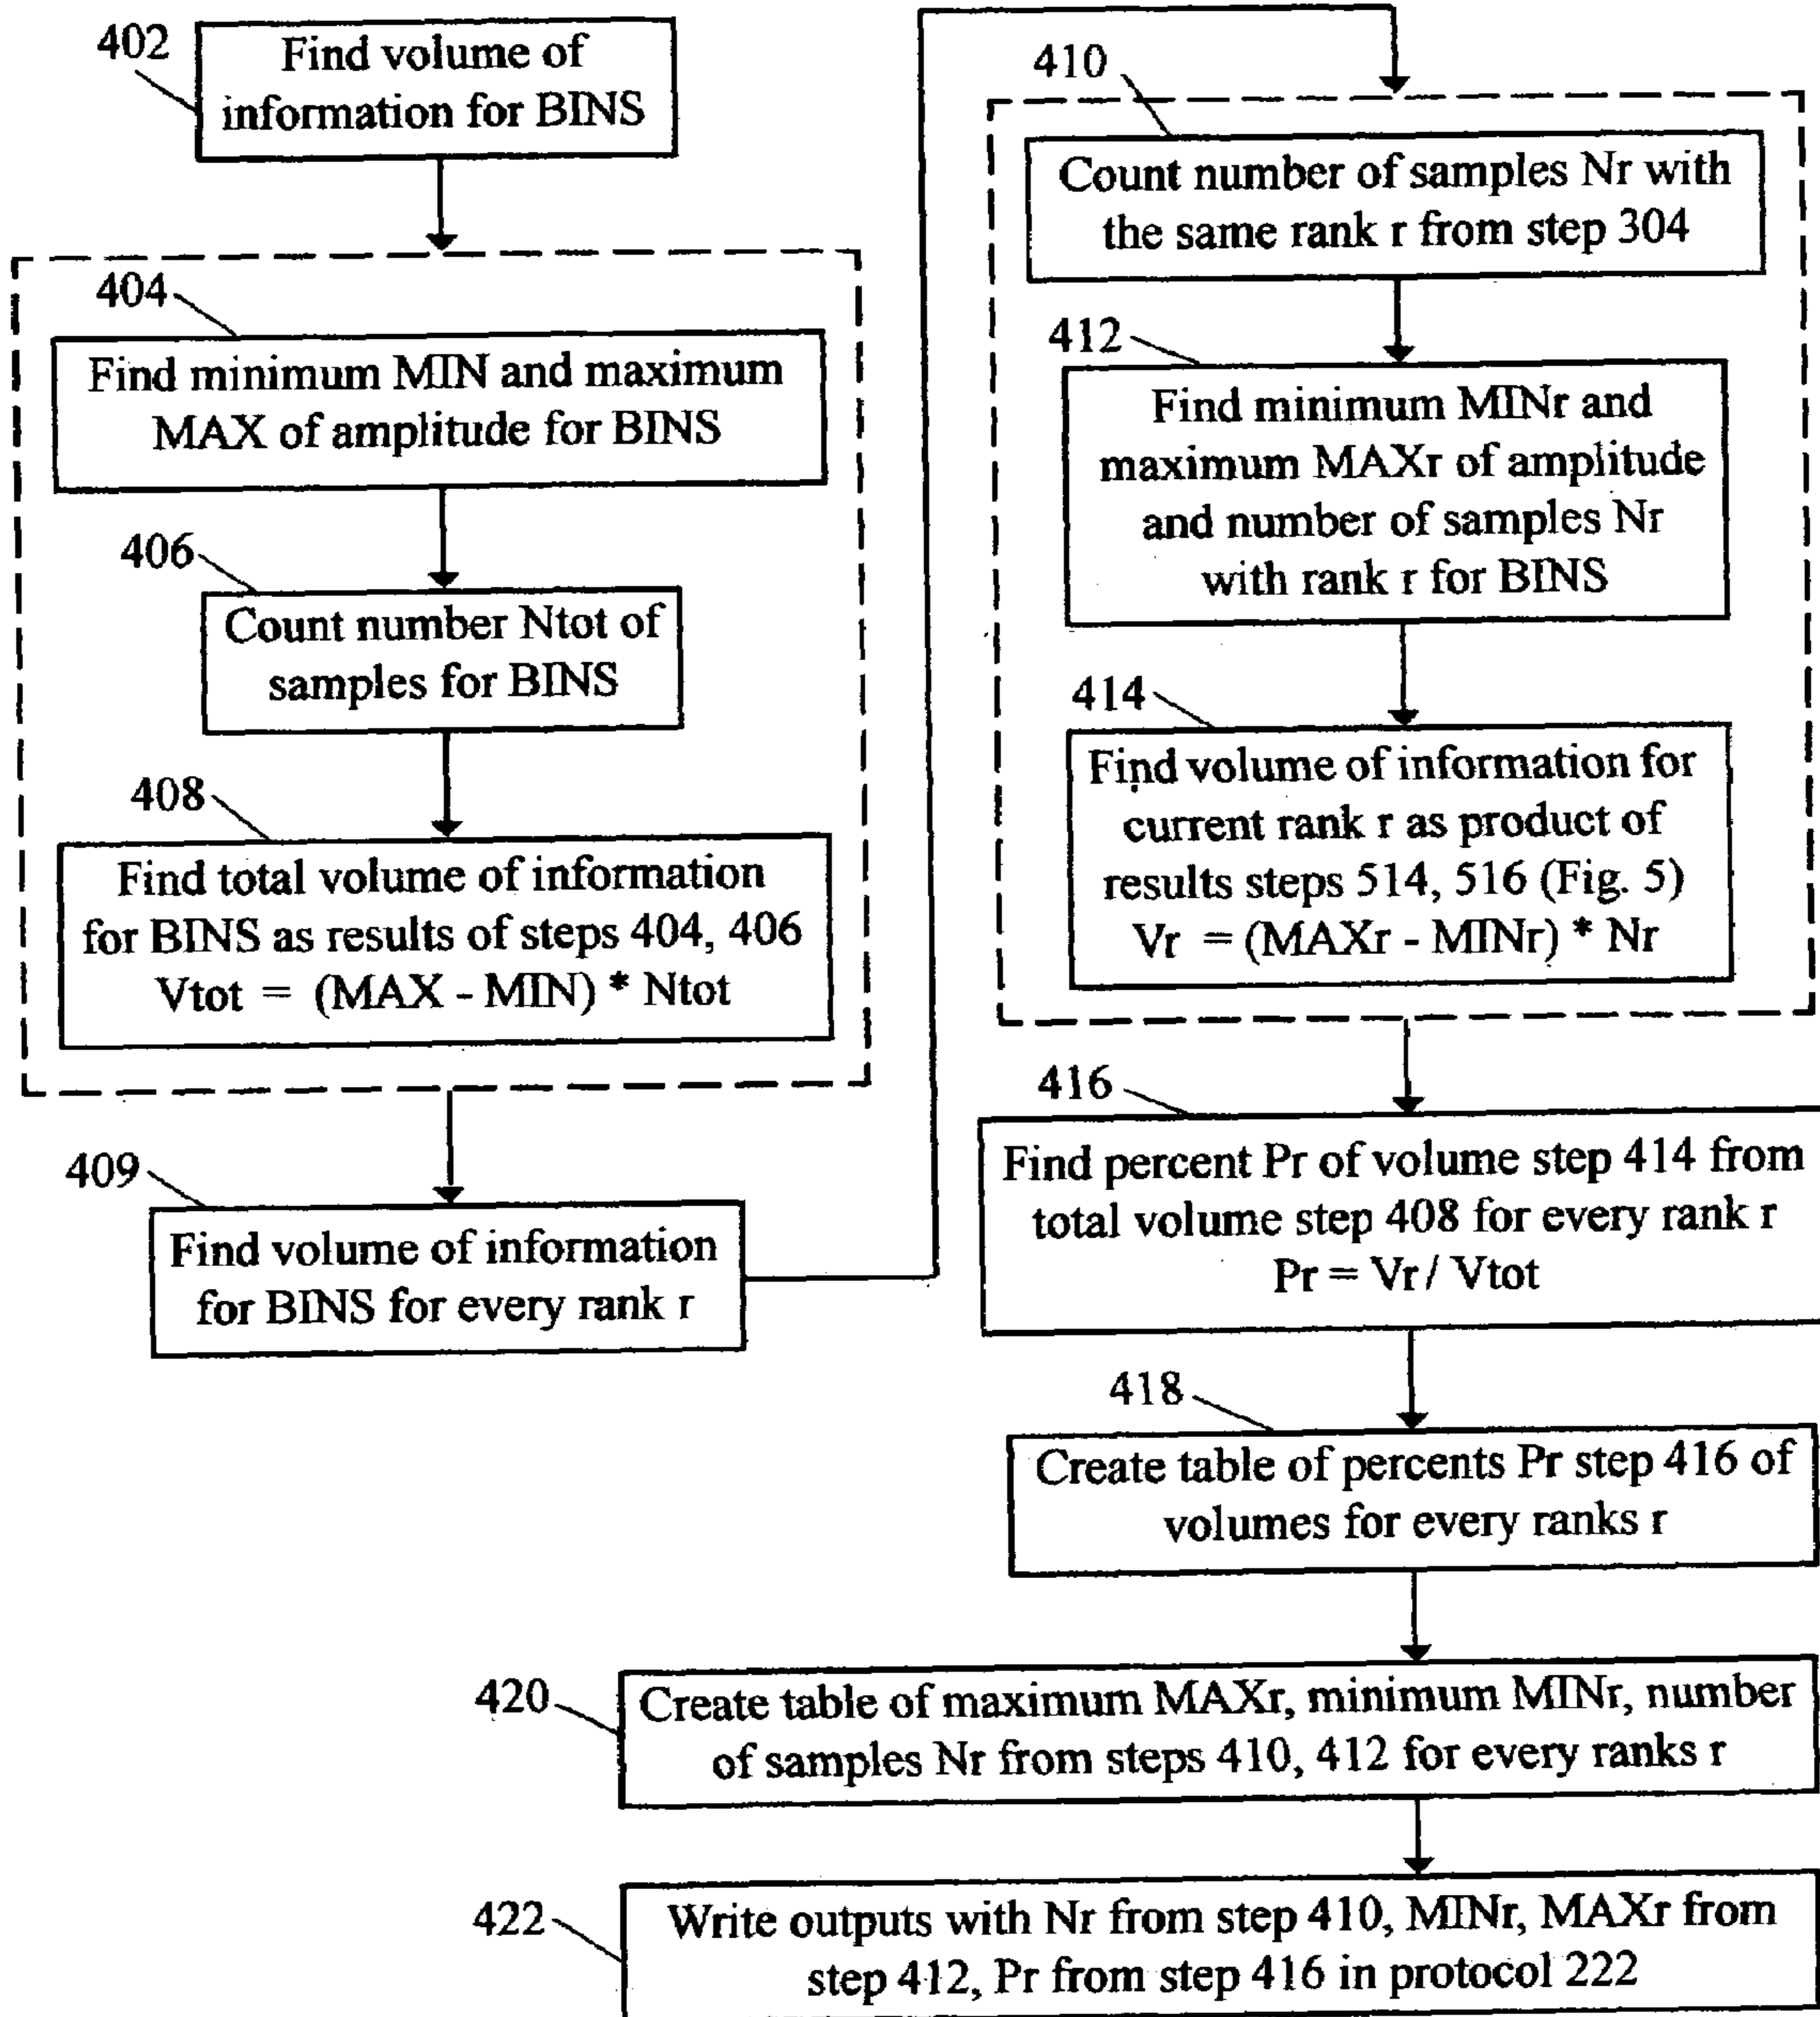 402
Find volume of
information for BINS
404
Find minimum MIN and maximum
MAX of amplitude for BINS
406
Count number Ntot of
samples for BINS
408
Find total volume of information
for BINS as results of steps 404, 406
Vtot = (MAX - MIN) * Ntot
409
Find volume of information
for BINS for every rank r
410
Count number of samples Nr with
the same rank r from step 304
412
Find minimum MINr and
maximum MAXr of amplitude
and number of samples Nr
with rank r for BINS
414
Find volume of information for
current rank r as product of
results steps 514, 516 (Fig. 5)
Vr = (MAXr - MINr) * Nr
416
Find percent Pr of volume step 414 from
total volume step 408 for every rank r
Pr = Vr / Vtot
418
Create table of percents Pr step 416 of
volumes for every ranks r
420
Create table of maximum MAXr, minimum MINr, number
of samples Nr from steps 410, 412 for every ranks r
422
Write outputs with Nr from step 410, MINr, MAXr from
step 412, Pr from step 416 in protocol 222